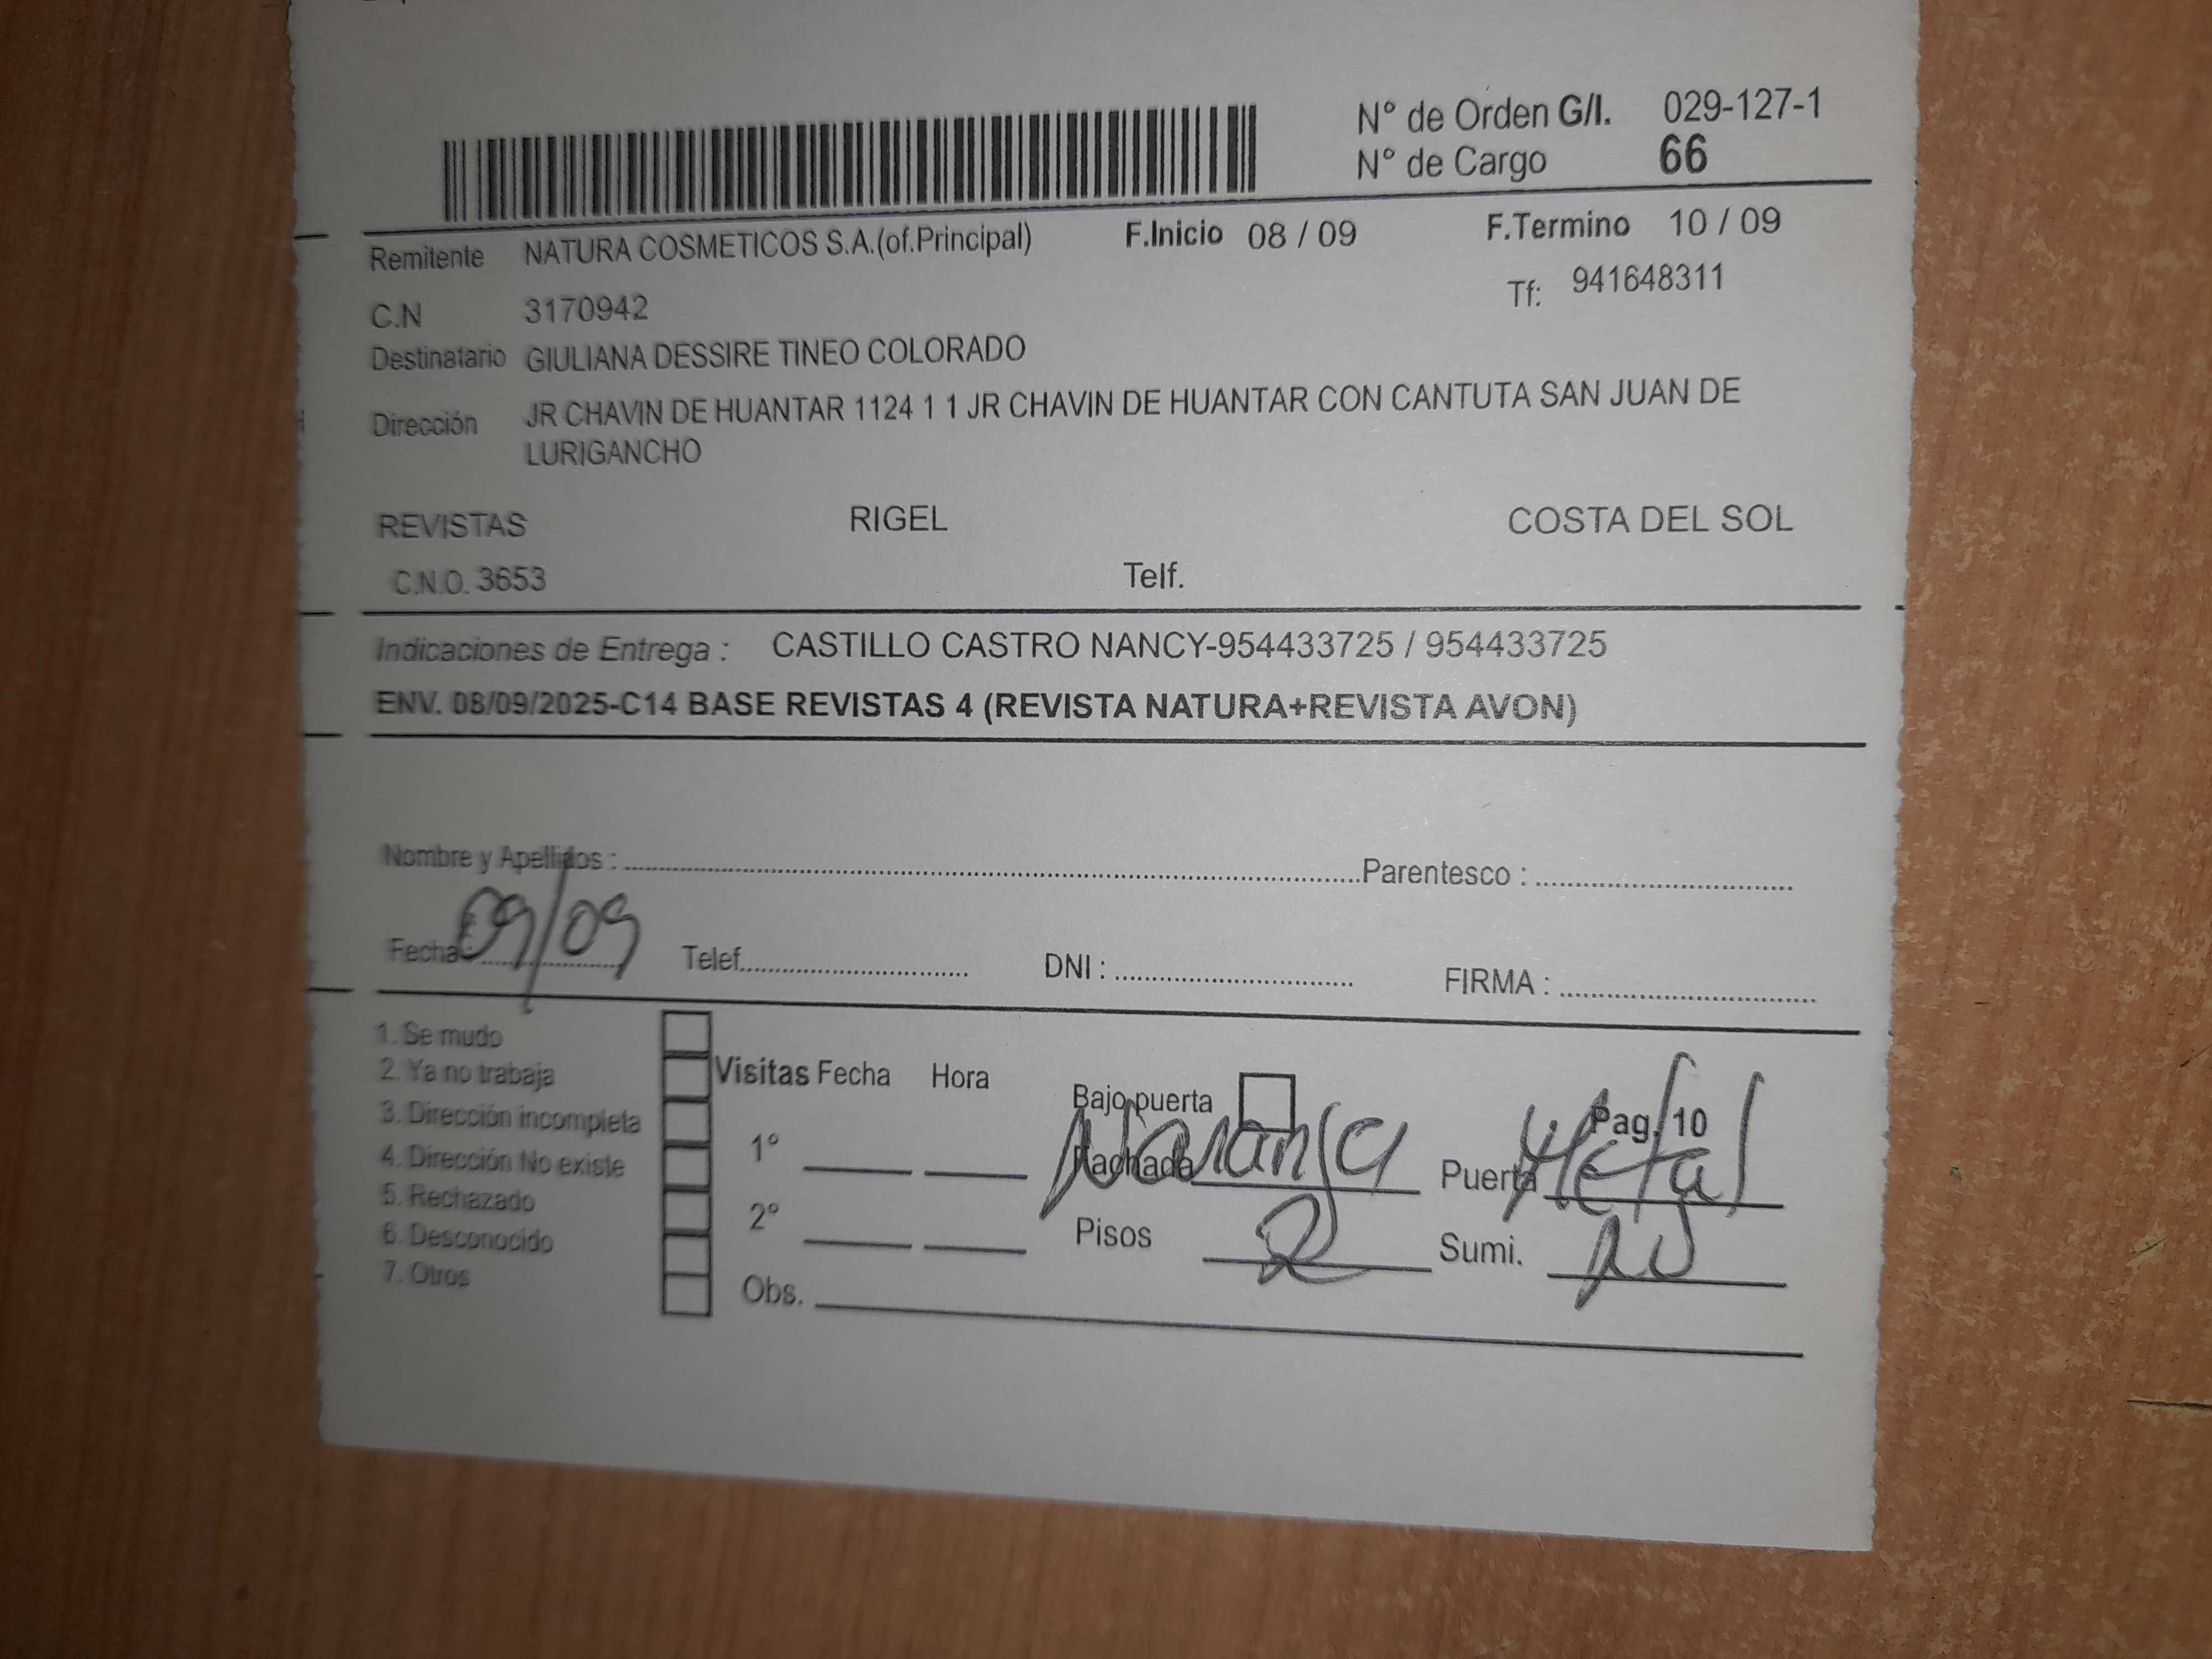 N° de Orden G/I. 029-127-1
N° de Cargo 66
Remitente NATURA COSMETICOS S.A.(of.Principal) F.Inicio 08 / 09 F.Termino 10 / 09
C.N 3170942 Tf: 941648311
Destinatario GIULIANA DESSIRE TINEO COLORADO
Dirección JR CHAVIN DE HUANTAR 1124 1 1 JR CHAVIN DE HUANTAR CON CANTUTA SAN JUAN DE
LURIGANCHO
REVISTAS RIGEL COSTA DEL SOL
C.N.O. 3653 Telf.
Indicaciones de Entrega : CASTILLO CASTRO NANCY-954433725 / 954433725
ENV. 08/09/2025-C14 BASE REVISTAS 4 (REVISTA NATURA+REVISTA AVON)
Nombre y Apellidos : Parentesco :
Fecha : 09/09 Telef. DNI : FIRMA :
1. Se mudo
2. Ya no trabaja
3. Dirección incompleta
4. Dirección No existe
5. Rechazado
6. Desconocido
7. Otros
Visitas Fecha Hora
1°
2°
Obs.
Bajo puerta Pag. 10
Fachada Naranja Puerta Metal
Pisos 2 Sumi.